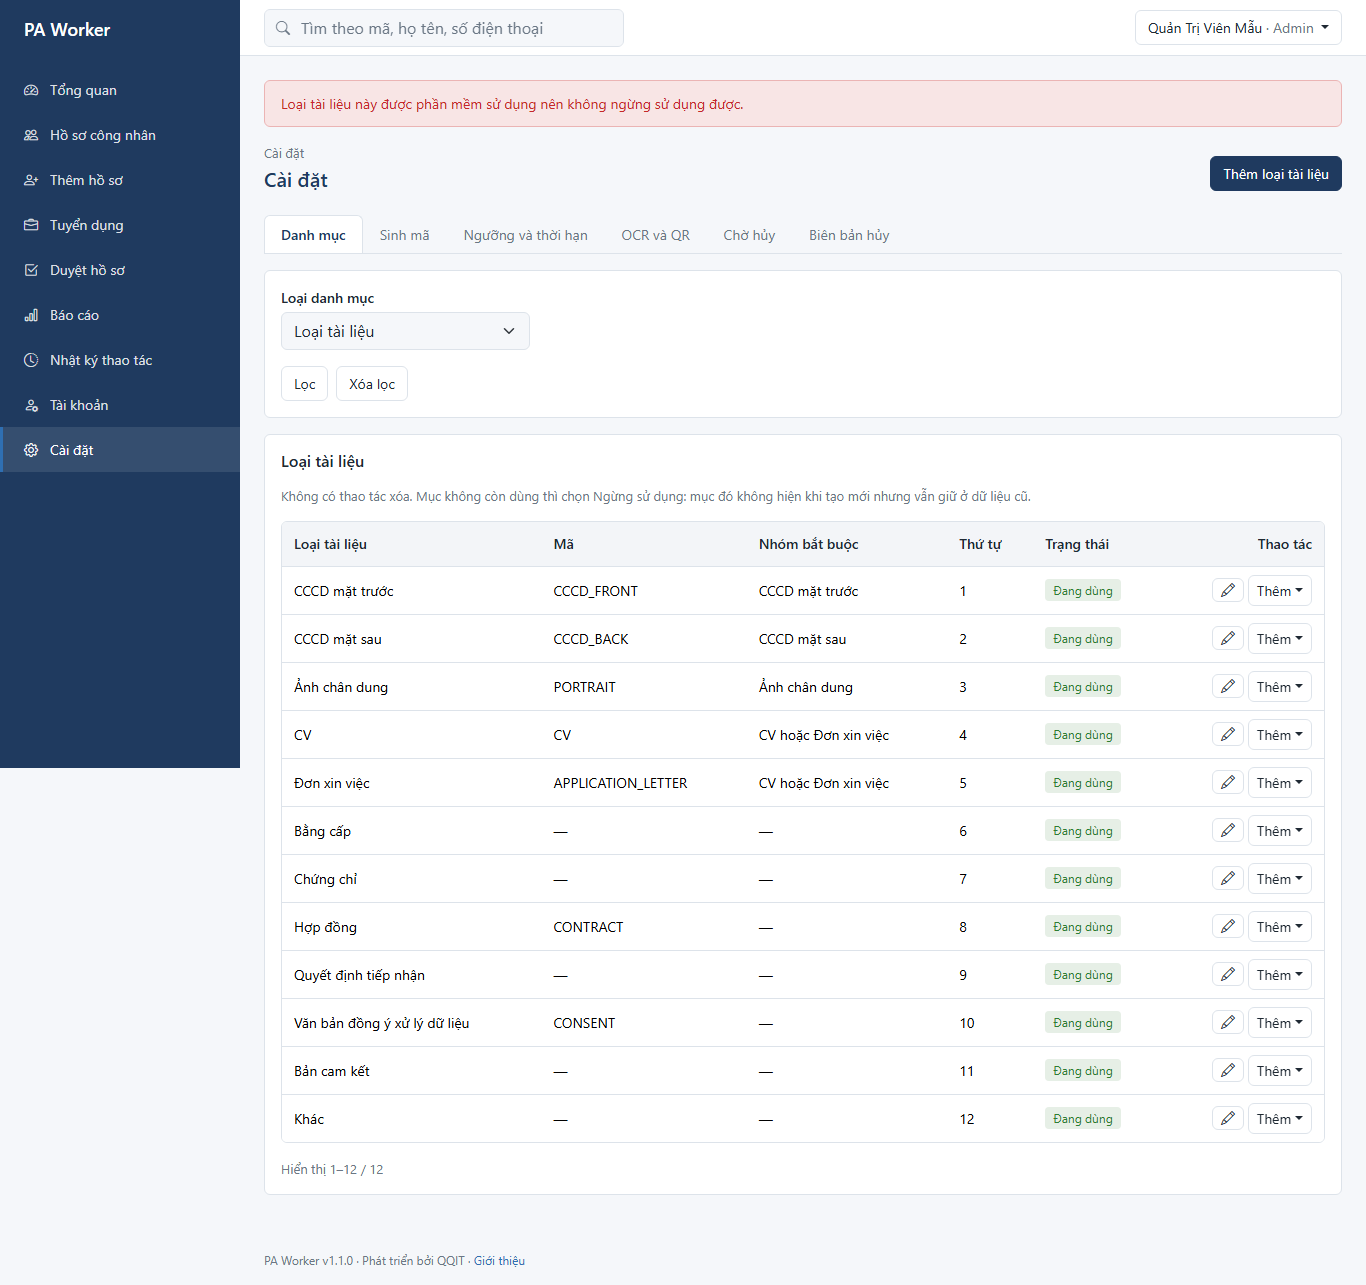 PA Worker
Tìm theo mã, họ tên, số điện thoại
Quản Trị Viên Mẫu · Admin
Tổng quan
Hồ sơ công nhân
Thêm hồ sơ
Tuyển dụng
Duyệt hồ sơ
Báo cáo
Nhật ký thao tác
Tài khoản
Cài đặt
Loại tài liệu này được phần mềm sử dụng nên không ngừng sử dụng được.
Cài đặt
Cài đặt
Thêm loại tài liệu
Danh mục Sinh mã Ngưỡng và thời hạn OCR và QR Chờ hủy Biên bản hủy
Loại danh mục
Loại tài liệu
Lọc Xóa lọc
Loại tài liệu
Không có thao tác xóa. Mục không còn dùng thì chọn Ngừng sử dụng: mục đó không hiện khi tạo mới nhưng vẫn giữ ở dữ liệu cũ.
Loại tài liệu Mã Nhóm bắt buộc Thứ tự Trạng thái Thao tác
CCCD mặt trước CCCD_FRONT CCCD mặt trước 1 Đang dùng Thêm
CCCD mặt sau CCCD_BACK CCCD mặt sau 2 Đang dùng Thêm
Ảnh chân dung PORTRAIT Ảnh chân dung 3 Đang dùng Thêm
CV CV CV hoặc Đơn xin việc 4 Đang dùng Thêm
Đơn xin việc APPLICATION_LETTER CV hoặc Đơn xin việc 5 Đang dùng Thêm
Bằng cấp — — 6 Đang dùng Thêm
Chứng chỉ — — 7 Đang dùng Thêm
Hợp đồng CONTRACT — 8 Đang dùng Thêm
Quyết định tiếp nhận — — 9 Đang dùng Thêm
Văn bản đồng ý xử lý dữ liệu CONSENT — 10 Đang dùng Thêm
Bản cam kết — — 11 Đang dùng Thêm
Khác — — 12 Đang dùng Thêm
Hiển thị 1–12 / 12
PA Worker v1.1.0 · Phát triển bởi QQIT · Giới thiệu